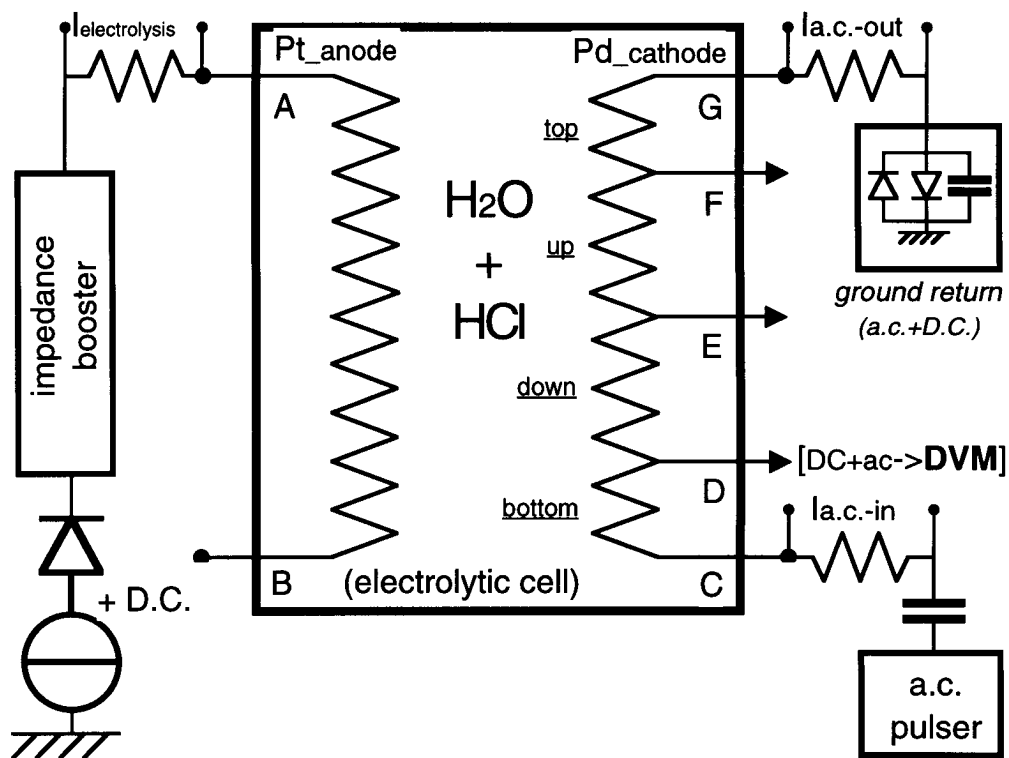 Ielectrolysis
Ia.c.-out
Pt_anode
Pd_cathode
A
G
top
F
H2O
+
HCl
up
impedance
booster
ground return
(a.c.+D.C.)
E
down
[DC+ac->DVM]
D
bottom
Ia.c.-in
B
(electrolytic cell)
C
+ D.C.
a.c.
pulser